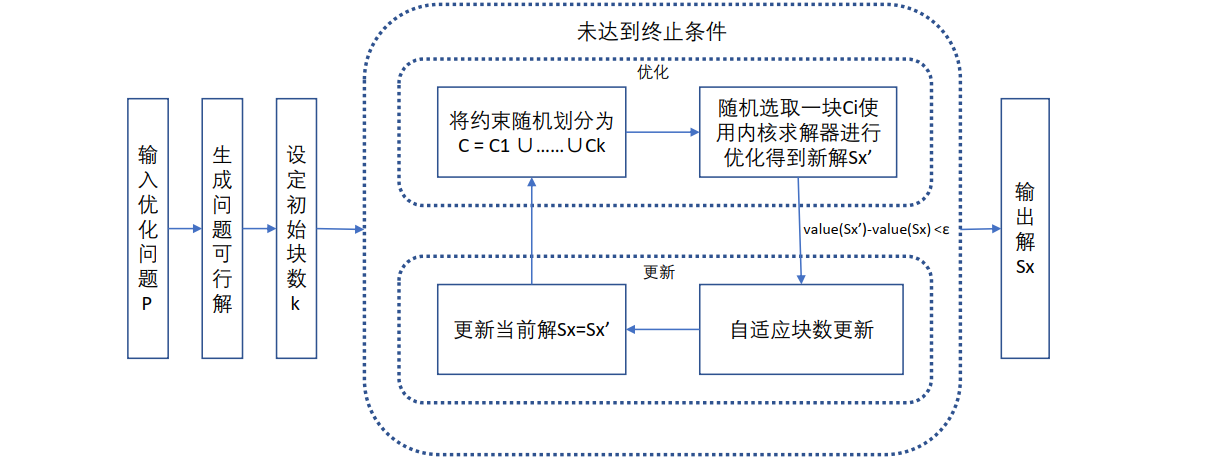 输入优化问题P
生成问题可行解
设定初始块数k
未达到终止条件
优化
将约束随机划分为
C = C1 ∪……∪Ck
随机选取一块Ci使
用内核求解器进行
优化得到新解Sx’
value(Sx’)-value(Sx) <ε
更新
更新当前解Sx=Sx’
自适应块数更新
输出解Sx